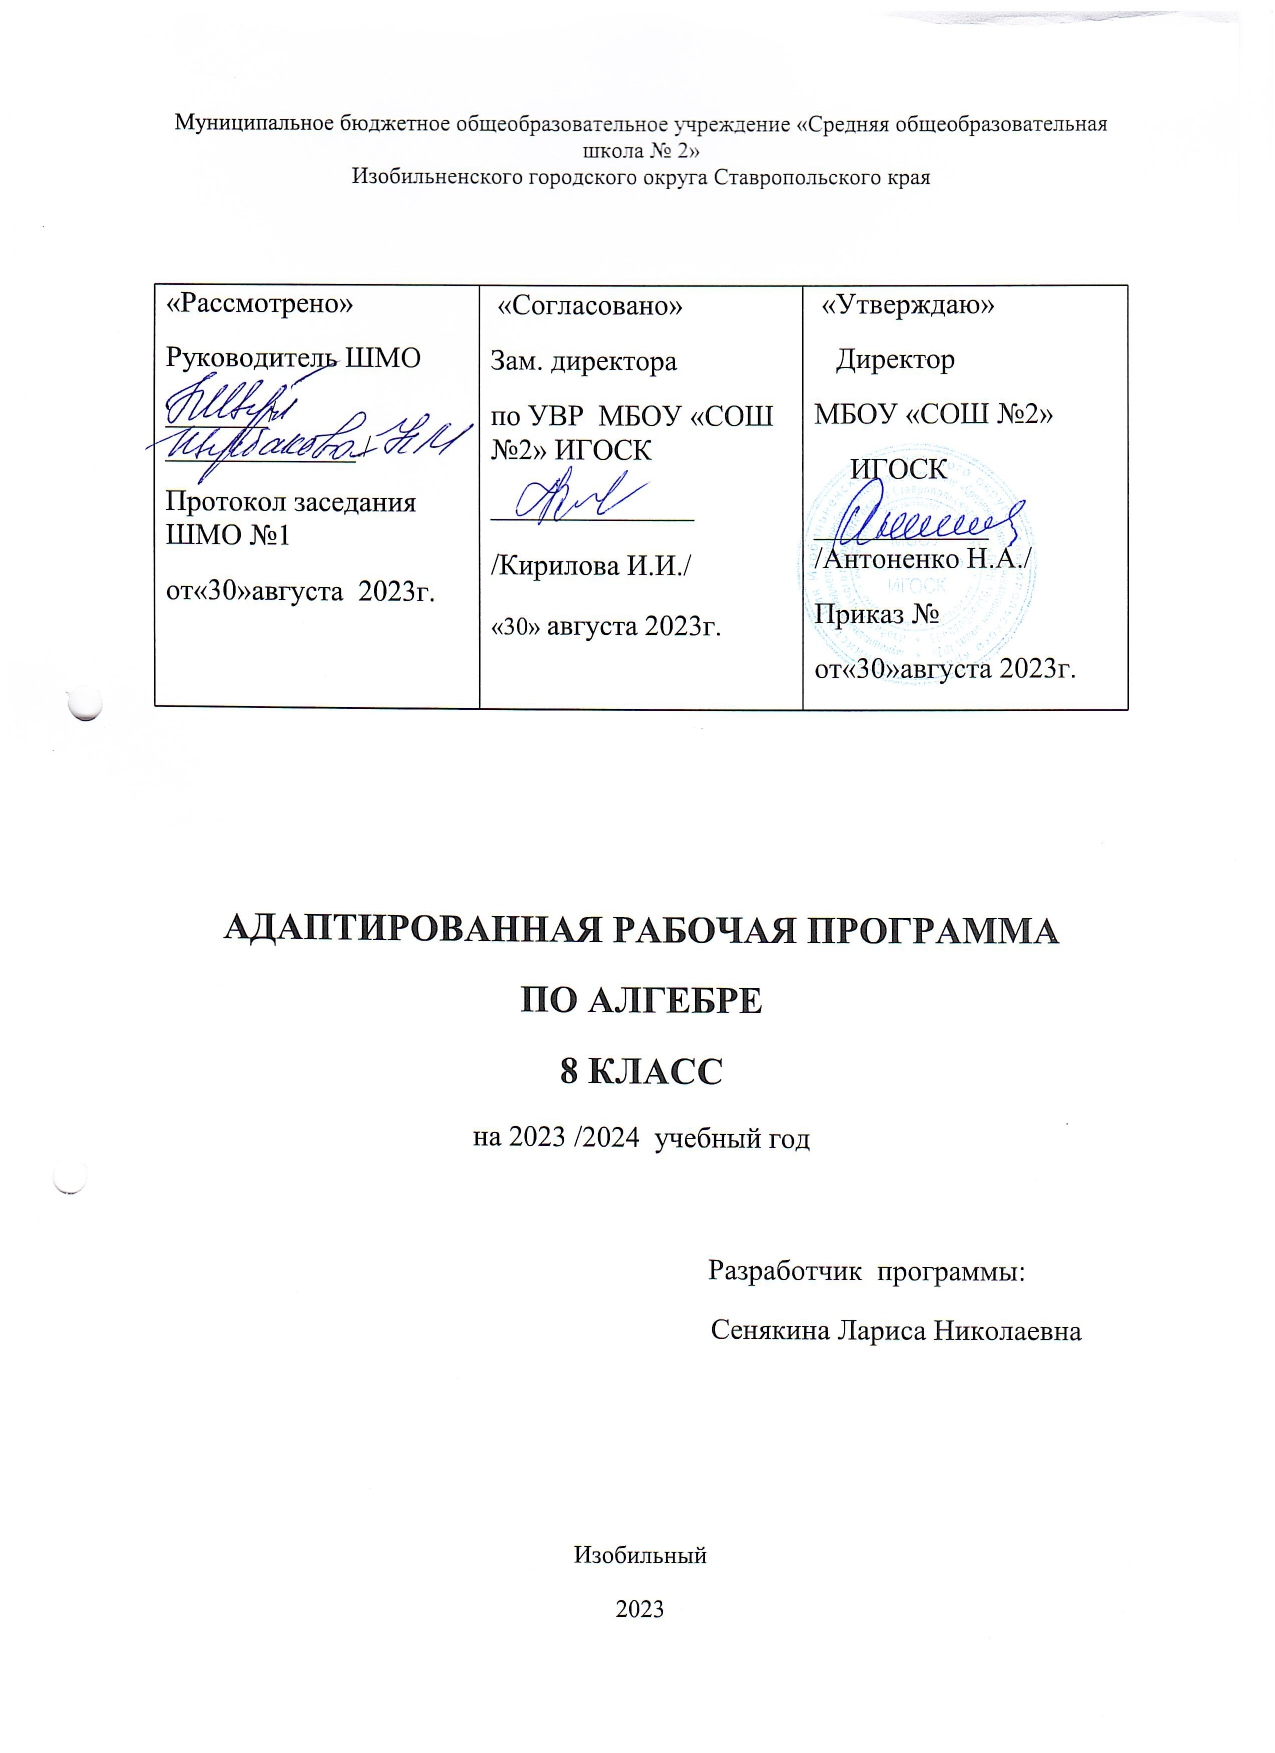 Муниципальное бюджетное общеобразовательное учреждение «Средняя общеобразовательная
школа № 2»
Изобильненского городского округа Ставропольского края
«Рассмотрено»
Руководитель ШМО
Щербакова НМ
Протокол заседания
ШМО №1
от«30»августа 2023г.
«Согласовано»
Зам. директора
по УВР МБОУ «СОШ
№2» ИГОСК
/Кирилова И.И./
«30» августа 2023г.
«Утверждаю»
Директор
МБОУ «СОШ №2»
ИГОСК
/Антоненко Н.А./
ИГОСК
Приказ №
от«30»августа 2023г.
АДАПТИРОВАННАЯ РАБОЧАЯ ПРОГРАММА
ПО АЛГЕБРЕ
8 КЛАСС
на 2023 /2024 учебный год
Разработчик программы:
Сенякина Лариса Николаевна
Изобильный
2023